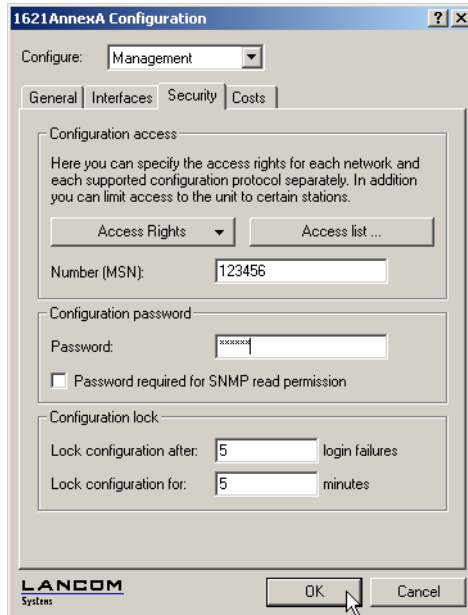 1621AnnexA Configuration
Configure: Management
General Interfaces Security Costs
Configuration access
Here you can specify the access rights for each network and
each supported configuration protocol separately. In addition
you can limit access to the unit to certain stations.
Access Rights Access list ...
Number (MSN): 123456
Configuration password
Password: ××××××
Password required for SNMP read permission
Configuration lock
Lock configuration after: 5 login failures
Lock configuration for: 5 minutes
LANCOM
Systems
OK Cancel